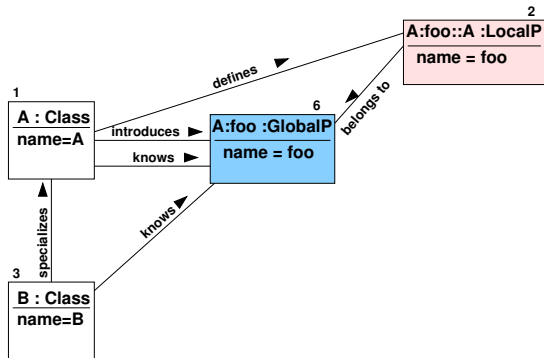 2
A:foo::A :LocalP
name = foo
defines
belongs to
1
A : Class
name=A
introduces
knows
6
A:foo :GlobalP
name = foo
specializes
knows
3
B : Class
name=B